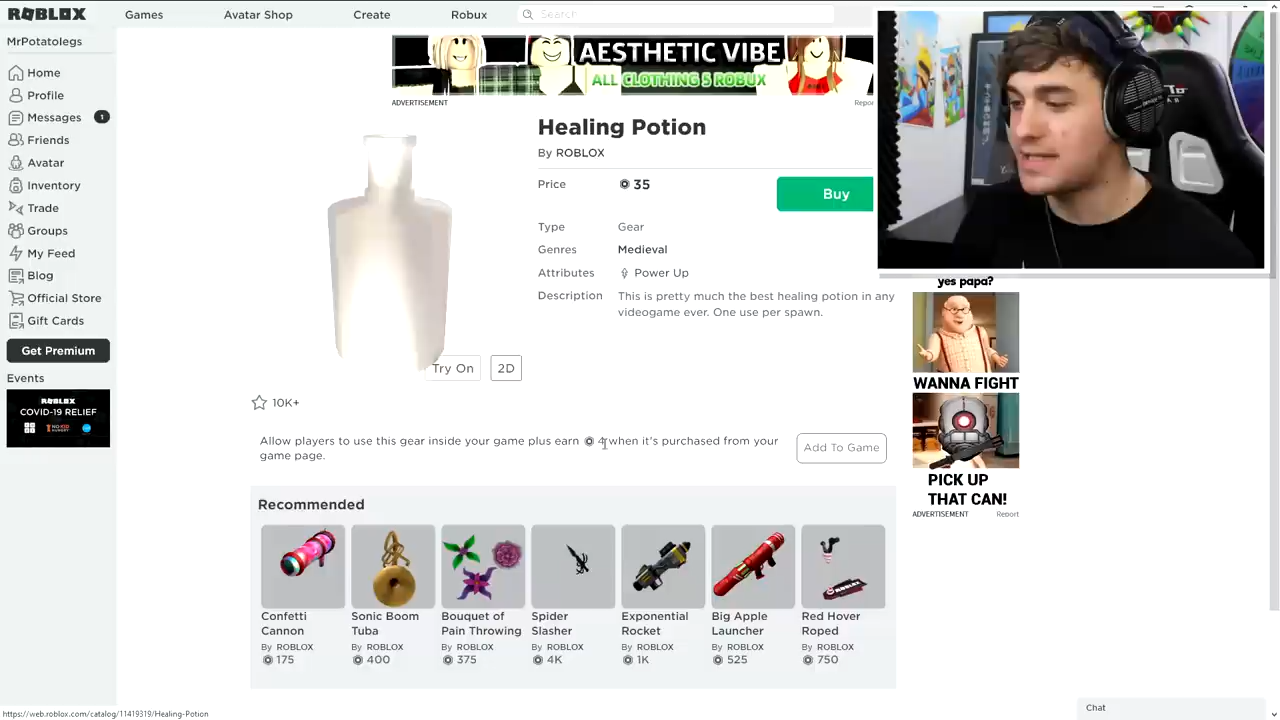 ROBLOX
Games
Avatar Shop
Create
Robux
Search
MrPotatolegs
Home
Profile
Messages
1
Friends
Avatar
Inventory
Trade
Groups
My Feed
Blog
Official Store
Gift Cards
Get Premium
Events
ROBLOX
COVID-19 RELIEF
NO KID HUNGRY
AESTHETIC VIBE
ALL CLOTHING 5 ROBUX
ADVERTISEMENT
Repor
Healing Potion
By ROBLOX
Price 35
Buy
Type Gear
Genres Medieval
Attributes Power Up
Description This is pretty much the best healing potion in any
videogame ever. One use per spawn.
Try On
2D
10K+
Allow players to use this gear inside your game plus earn 4 when it's purchased from your
game page.
Add To Game
Recommended
Confetti
Cannon
By ROBLOX
175
Sonic Boom
Tuba
By ROBLOX
400
Bouquet of
Pain Throwing
By ROBLOX
375
Spider
Slasher
By ROBLOX
4K
Exponential
Rocket
By ROBLOX
1K
Big Apple
Launcher
By ROBLOX
525
Red Hover
Roped
By ROBLOX
750
yes papa?
WANNA FIGHT
PICK UP
THAT CAN!
ADVERTISEMENT
Report
https://web.roblox.com/catalog/11419319/Healing-Potion
Chat